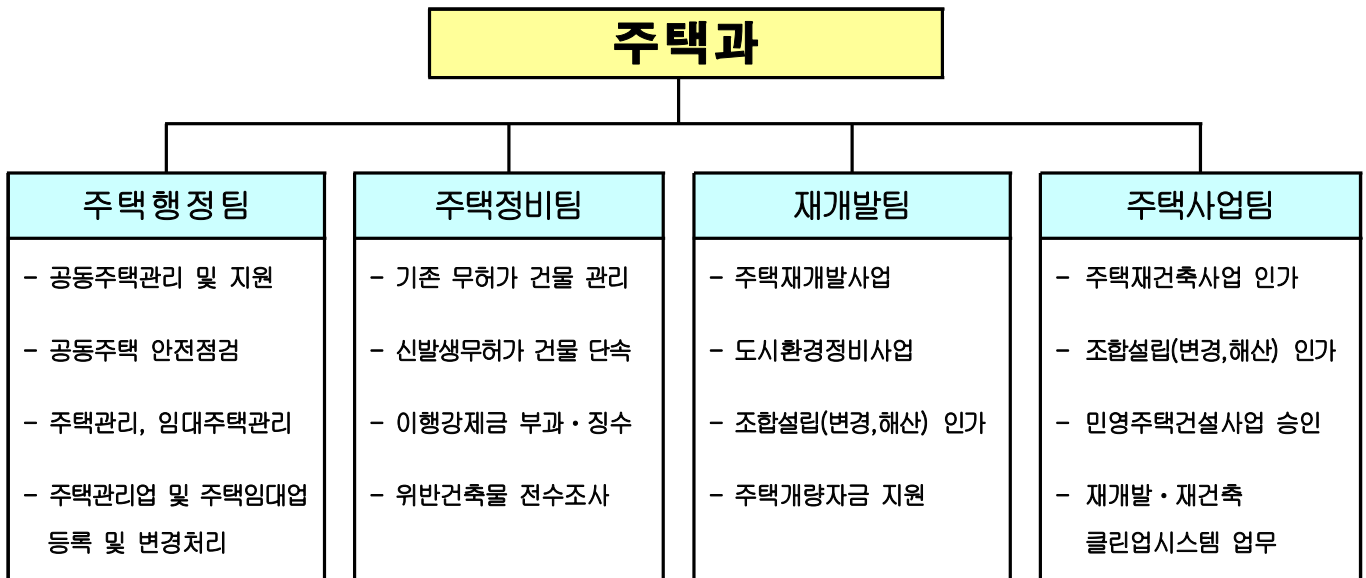 주택과
주택행정팀
- 공동주택관리 및 지원
- 공동주택 안전점검
- 주택관리, 임대주택관리
- 주택관리업 및 주택임대업
등록 및 변경처리
주택정비팀
- 기존 무허가 건물 관리
- 신발생무허가 건물 단속
- 이행강제금 부과・징수
- 위반건축물 전수조사
재개발팀
- 주택재개발사업
- 도시환경정비사업
- 조합설립(변경,해산) 인가
- 주택개량자금 지원
주택사업팀
- 주택재건축사업 인가
- 조합설립(변경,해산) 인가
- 민영주택건설사업 승인
- 재개발・재건축
클린업시스템 업무